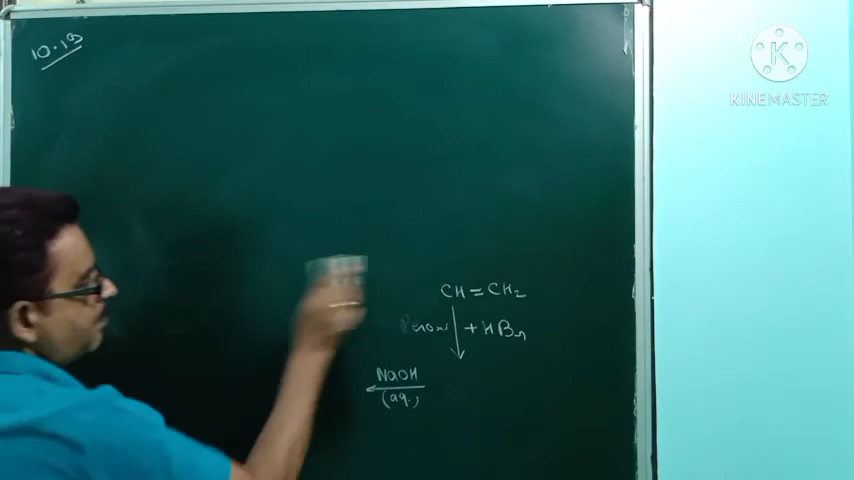 10.19
KINEMASTER
CH=CH₂
+HBr
NaOH
(aq.)